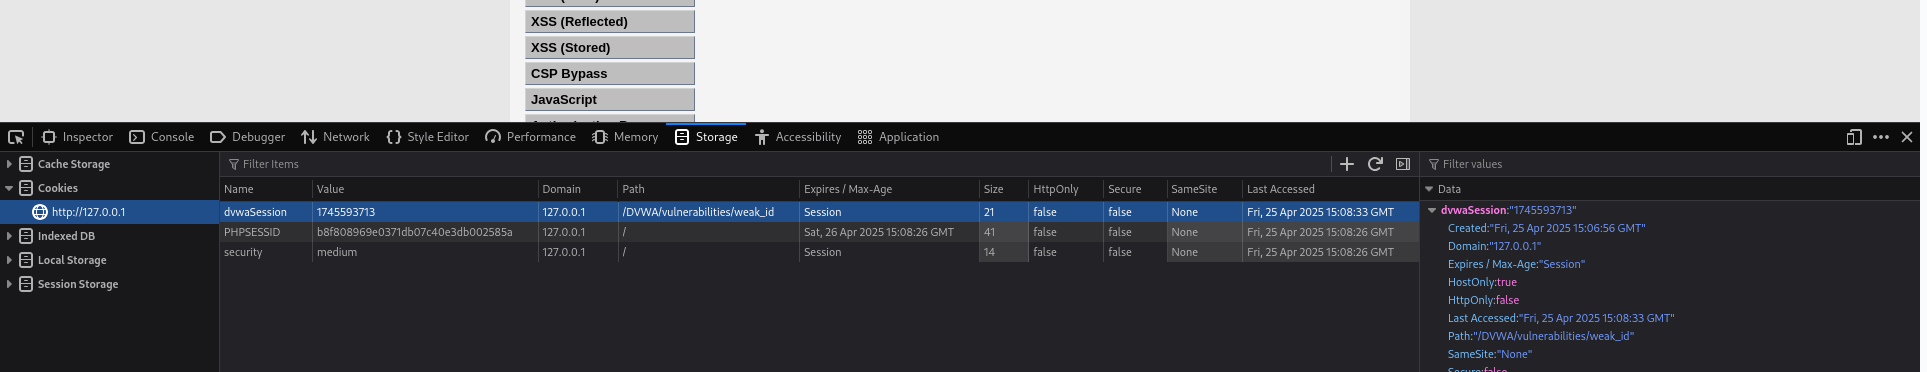 XSS (Reflected)
XSS (Stored)
CSP Bypass
JavaScript
Inspector Console Debugger Network Style Editor Performance Memory Storage Accessibility Application
Cache Storage
Cookies
http://127.0.0.1
Indexed DB
Local Storage
Session Storage
Filter Items
Name Value Domain Path Expires / Max-Age Size HttpOnly Secure SameSite Last Accessed
dvwaSession 1745593713 127.0.0.1 /DVWA/vulnerabilities/weak_id Session 21 false false None Fri, 25 Apr 2025 15:08:33 GMT
PHPSESSID b8f808969e0371db07c40e3db002585a 127.0.0.1 / Sat, 26 Apr 2025 15:08:26 GMT 41 false false None Fri, 25 Apr 2025 15:08:26 GMT
security medium 127.0.0.1 / Session 14 false false None Fri, 25 Apr 2025 15:08:26 GMT
Filter values
Data
dvwaSession:"1745593713"
Created:"Fri, 25 Apr 2025 15:06:56 GMT"
Domain:"127.0.0.1"
Expires / Max-Age:"Session"
HostOnly:true
HttpOnly:false
Last Accessed:"Fri, 25 Apr 2025 15:08:33 GMT"
Path:"/DVWA/vulnerabilities/weak_id"
SameSite:"None"
Secure:false